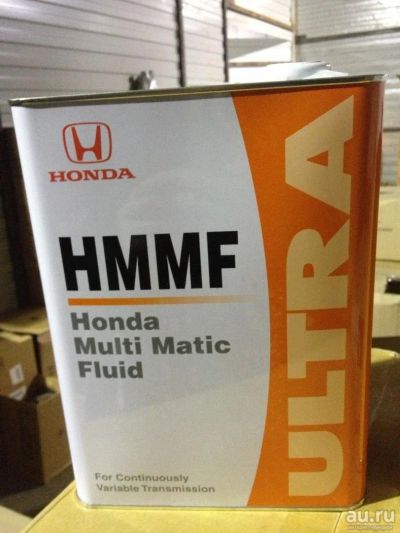 HONDA
HMMF
Honda
Multi Matic
Fluid
For Continuously
Variable Transmission
ULTRA
au.ru